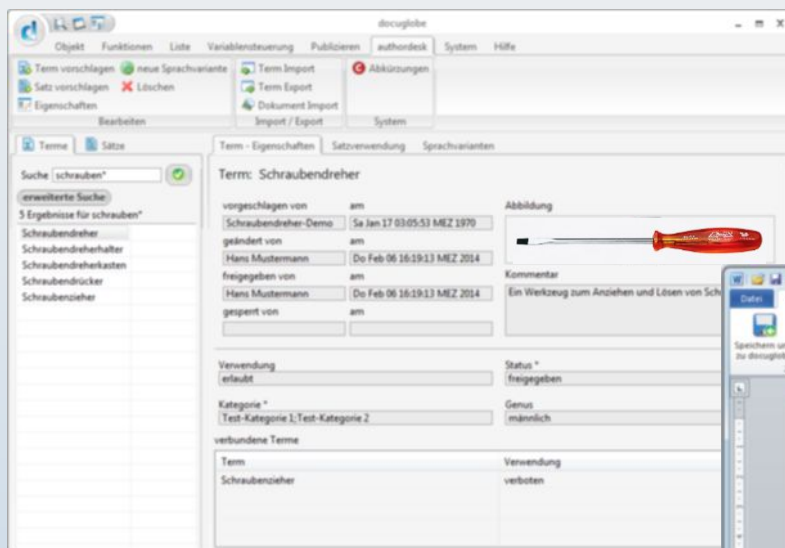 docuglobe
Objekt Funktionen Liste Variablensteuerung Publizieren authordesk System Hilfe
Term vorschlagen neue Sprachvariante Term Import Abkürzungen
Satz vorschlagen Löschen Term Export
Eigenschaften Dokument Import
Bearbeiten Import / Export System
Terme Sätze Term - Eigenschaften Satzverwendung Sprachvarianten
Suche schrauben* Term: Schraubendreher
erweiterte Suche
5 Ergebnisse für schrauben*
Schraubendreher
Schraubendreherhalter
Schraubendreherkasten
Schraubendrücker
Schraubenzieher
vorgeschlagen von am Abbildung
Schraubendreher-Demo Sa Jan 17 03:05:53 MEZ 1970
geändert von am
Hans Mustermann Do Feb 06 16:19:13 MEZ 2014
freigegeben von am Kommentar
Hans Mustermann Do Feb 06 16:19:13 MEZ 2014 Ein Werkzeug zum Anziehen und Lösen von Sch
gesperrt von am
Verwendung Status *
erlaubt freigegeben
Kategorie * Genus
Test-Kategorie 1;Test-Kategorie 2 männlich
verbundene Terme
Term Verwendung
Schraubenzieher verboten
Datei
Speichern un
zu docuglob